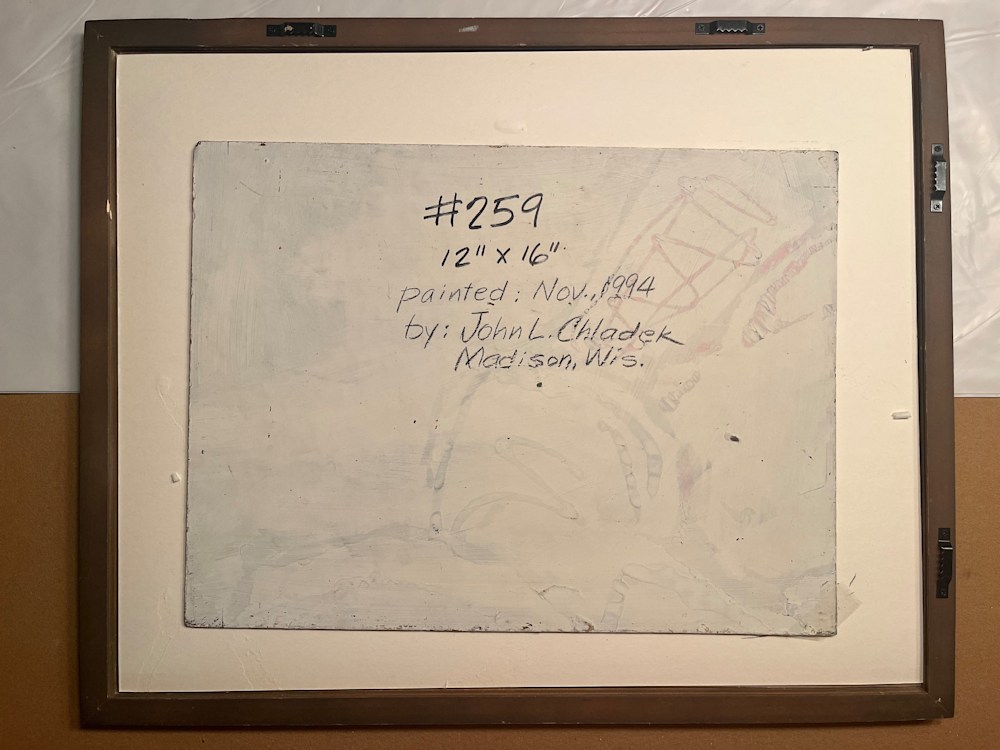 #259
12" x 16"
painted: Nov., 1994
by: John L. Chladek
Madison, Wis.